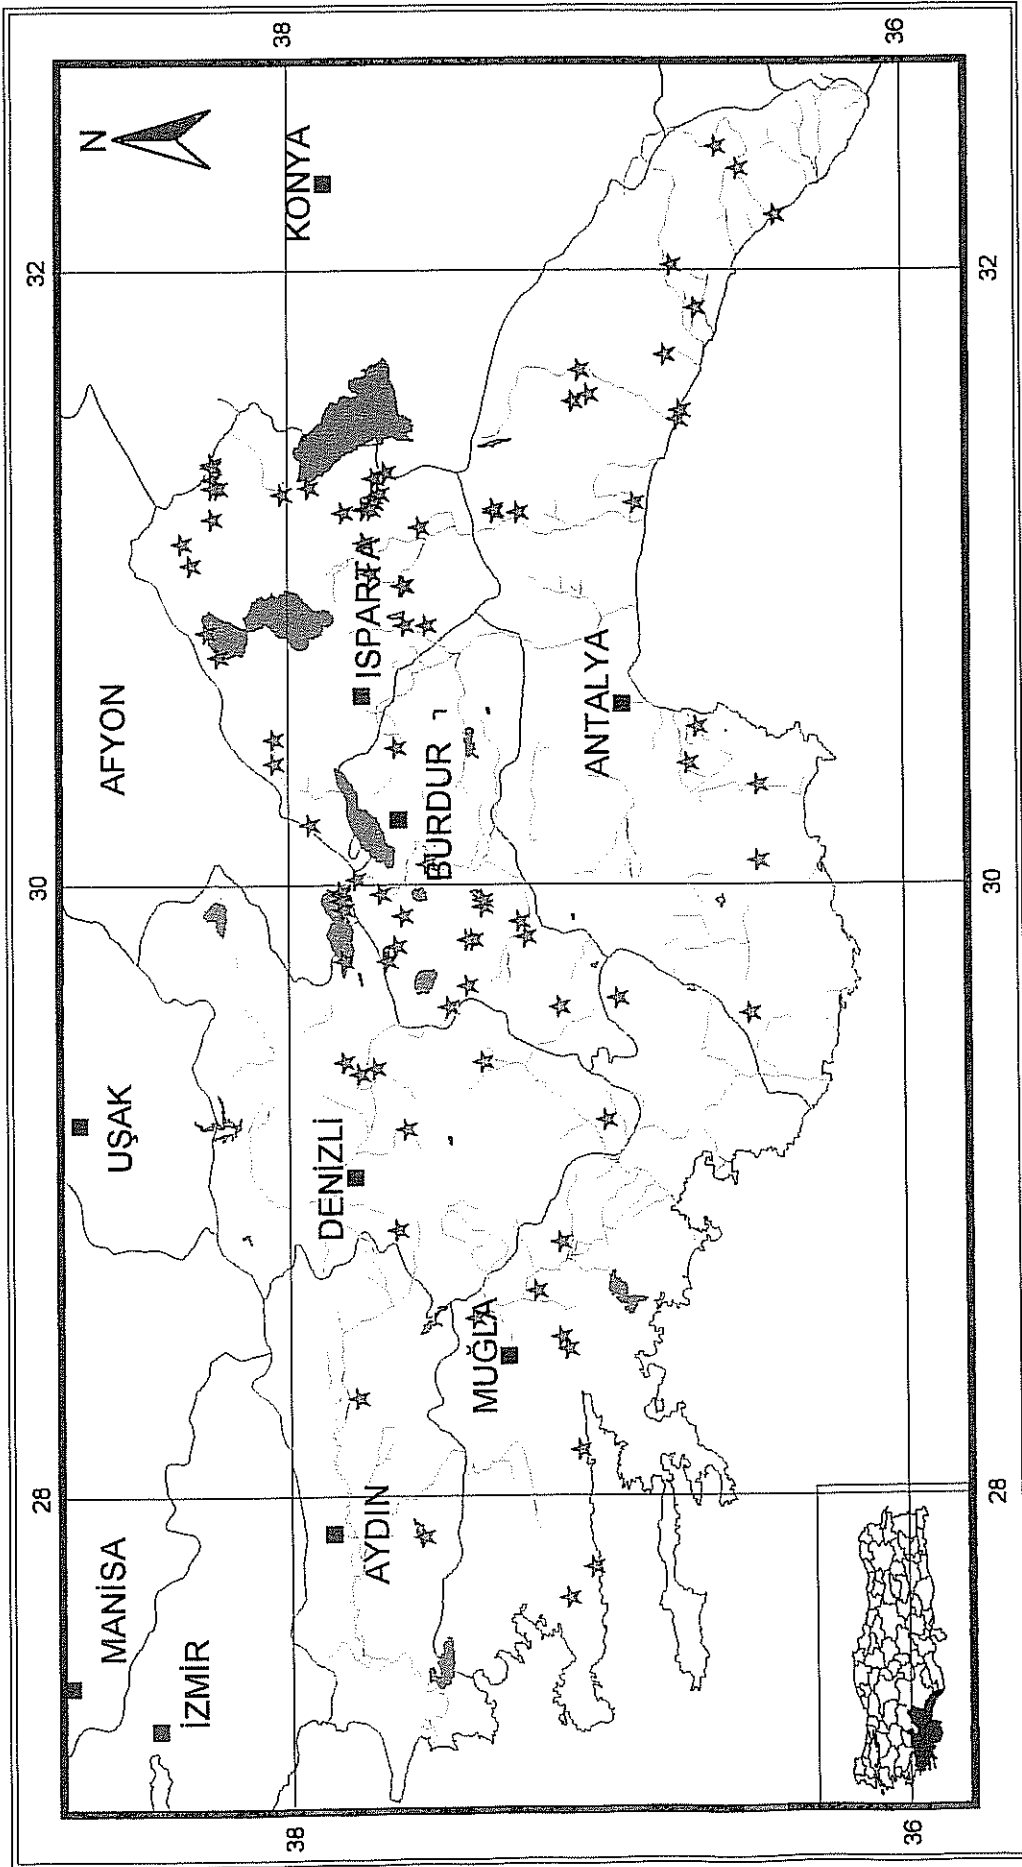 28
30
32
MANİSA
UŞAK
AFYON
N
İZMİR
KONYA
38
38
DENİZLİ
ISPARTA
AYDIN
BURDUR
MUĞLA
ANTALYA
36
36
28
30
32